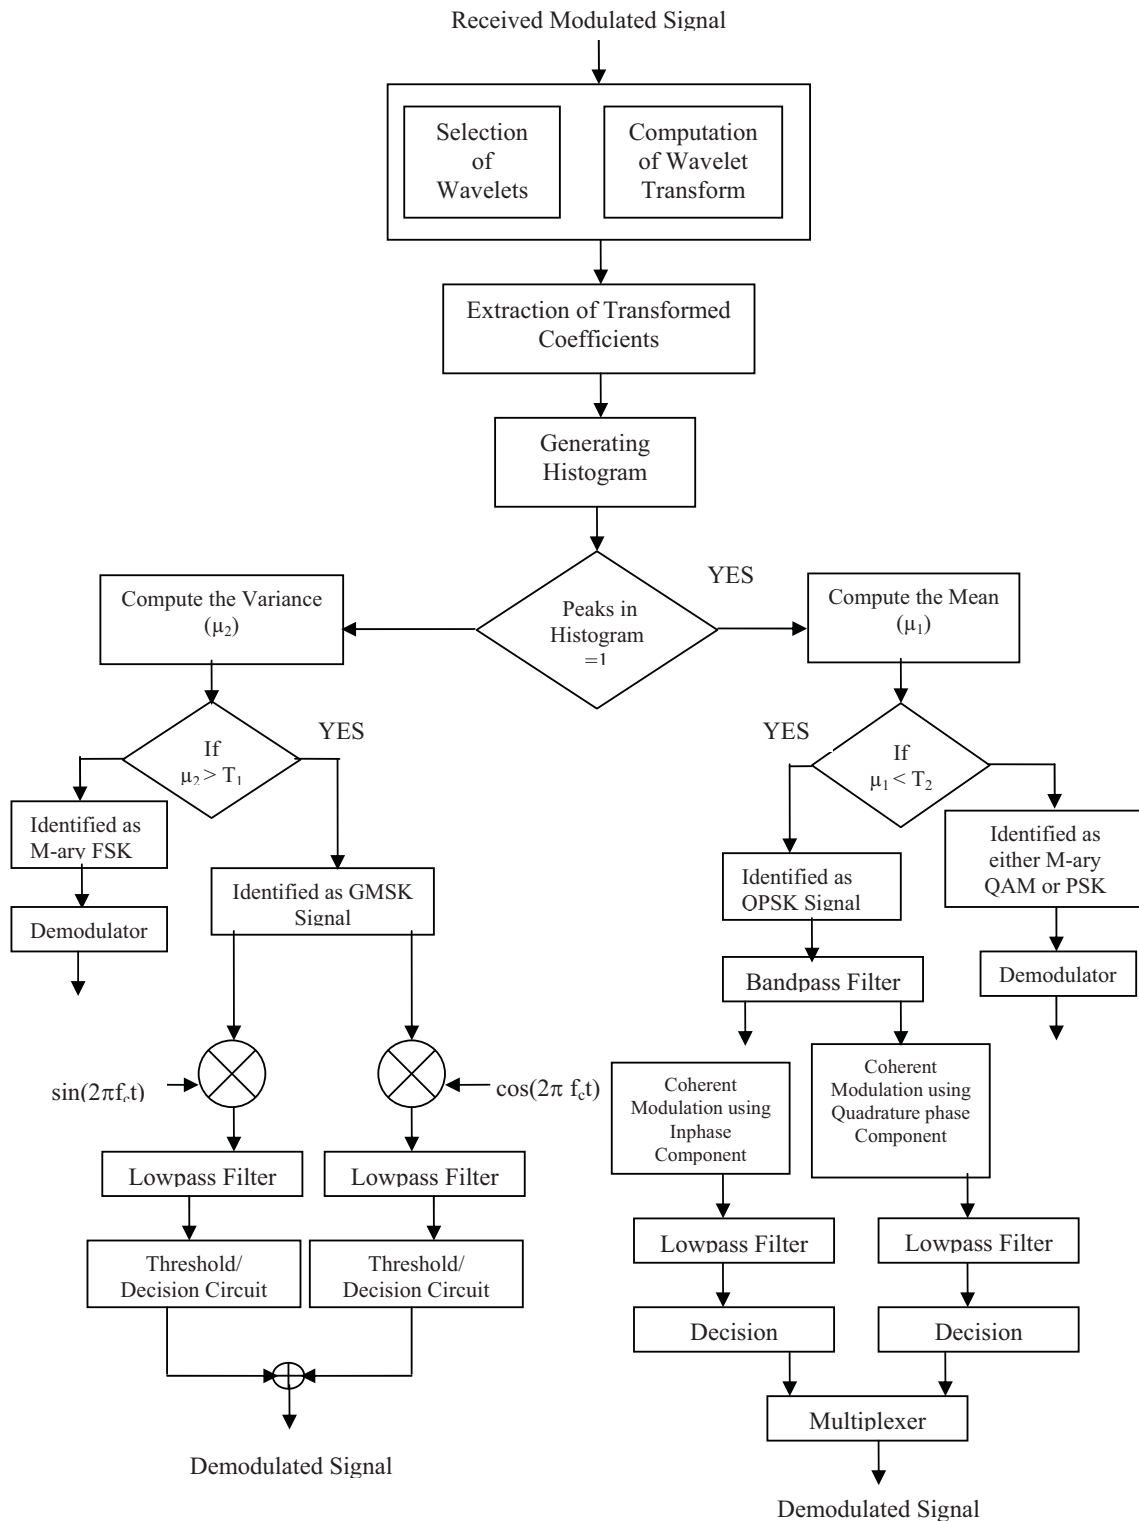 Received Modulated Signal
Selection
of
Wavelets
Computation
of Wavelet
Transform
Extraction of Transformed
Coefficients
Generating
Histogram
Peaks in
Histogram
=1
YES
Compute the Variance
(μ₂)
Compute the Mean
(μ₁)
If
μ₂ > T₁
YES
YES
If
μ₁ < T₂
Identified as
M-ary FSK
Demodulator
Identified as GMSK
Signal
Identified as
QPSK Signal
Identified as
either M-ary
QAM or PSK
Demodulator
Bandpass Filter
sin(2πf꜀t)
cos(2π f꜀t)
Coherent
Modulation using
Inphase
Component
Coherent
Modulation using
Quadrature phase
Component
Lowpass Filter
Lowpass Filter
Threshold/
Decision Circuit
Threshold/
Decision Circuit
Lowpass Filter
Lowpass Filter
Decision
Decision
Multiplexer
Demodulated Signal
Demodulated Signal